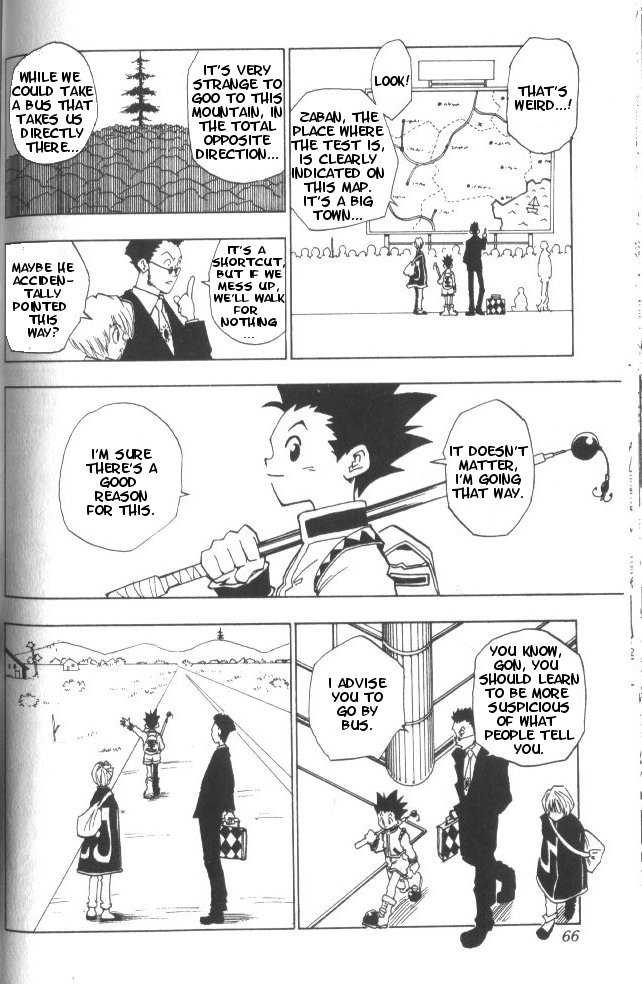 THAT'S
WEIRD...!
LOOK!
ZABAN, THE
PLACE WHERE
THE TEST IS,
IS CLEARLY
INDICATED ON
THIS MAP.
IT'S A BIG
TOWN...
IT'S VERY
STRANGE TO
GOO TO THIS
MOUNTAIN, IN
THE TOTAL
OPPOSITE
DIRECTION...
WHILE WE
COULD TAKE
A BUS THAT
TAKES US
DIRECTLY
THERE...
IT'S A
SHORTCUT,
BUT IF WE
MESS UP,
WE'LL WALK
FOR
NOTHING
...
MAYBE HE
ACCIDEN-
TALLY
POINTED
THIS
WAY?
IT DOESN'T
MATTER,
I'M GOING
THAT WAY.
I'M SURE
THERE'S A
GOOD
REASON
FOR THIS.
YOU KNOW,
GON, YOU
SHOULD LEARN
TO BE MORE
SUSPICIOUS
OF WHAT
PEOPLE TELL
YOU.
I ADVISE
YOU TO
GO BY
BUS.
66